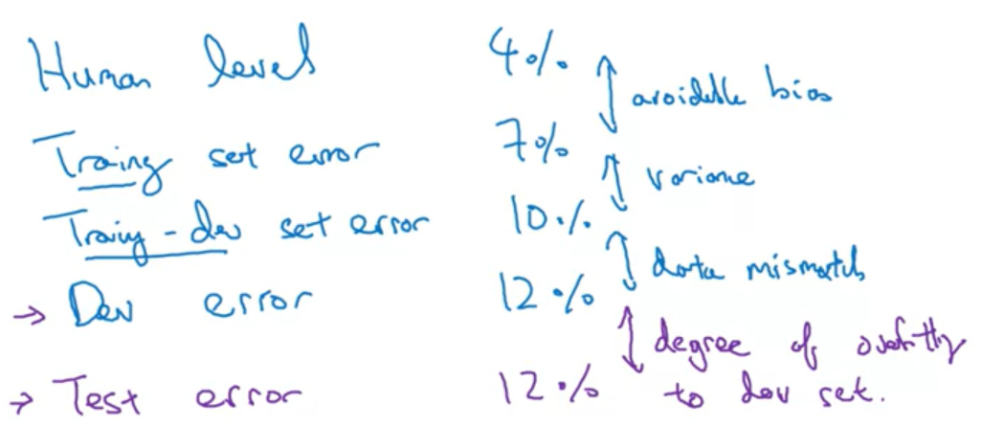 Human level 4%
avoidable bias
Training set error 7%
variance
Training-dev set error 10%
data mismatch
→ Dev error 12%
degree of overfitting
→ Test error 12% to dev set.